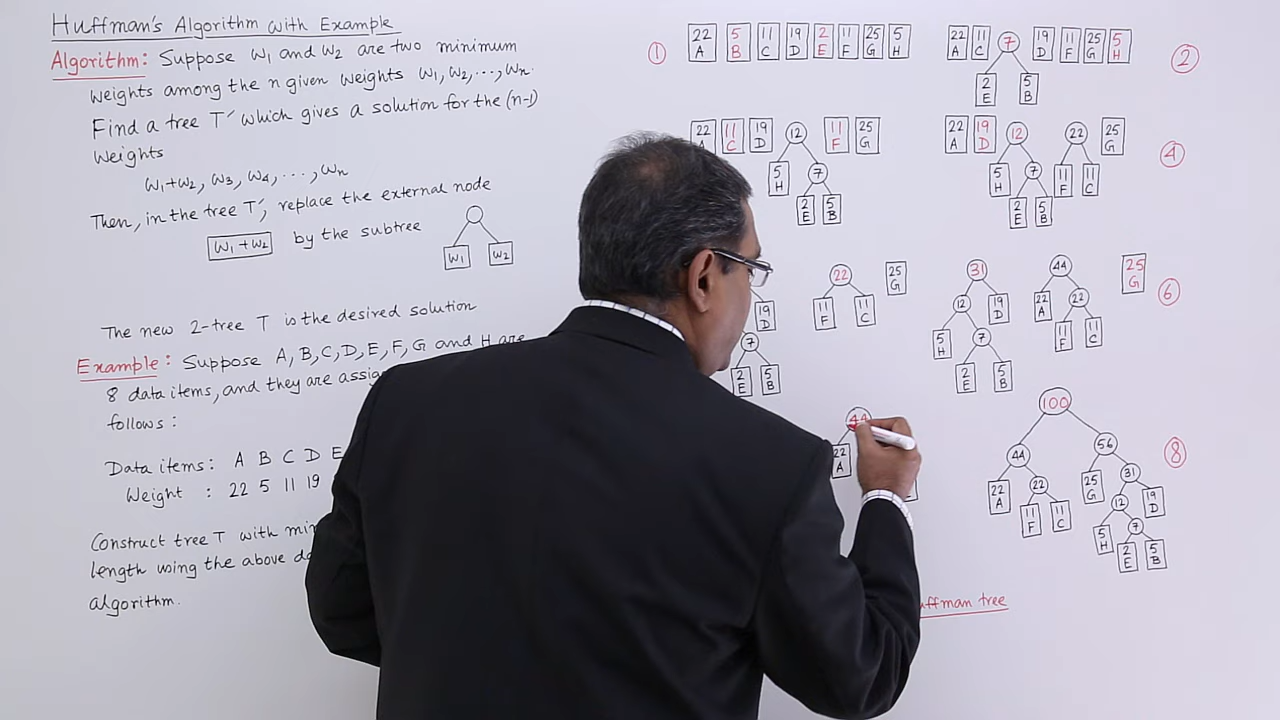 Huffman's Algorithm with Example
Algorithm: Suppose w1 and w2 are two minimum
weights among the n given weights w1, w2, ..., wn.
Find a tree T′ which gives a solution for the (n-1)
weights
w1+w2, w3, w4, ..., wn
Then, in the tree T′, replace the external node
w1+w2 by the subtree
w1 w2
The new 2-tree T is the desired solution
Example: Suppose A, B, C, D, E, F, G and H are
8 data items, and they are
follows:
Data items: A B C D E
Weight : 22 5 11 19
Construct tree T with
length using the above
algorithm.
1
22 5 11 19 2 11 25 5
A B C D E F G H
22 11 7 19 11 25 5
A C D F G H
2 5
E B
2
22 11 19 12 11 25
A C D F G
5 7
H
2 5
E B
22 19 12 22 25
A D G
5 7 11 11
H F C
2 5
E B
4
22 25
G
19 11 11
D F C
7
2 5
E B
31 44 25
G
12 19 22 22
D A
5 7 11 11
H F C
2 5
E B
6
44
22
A
100
44 56
22 22 25 31
A G
11 11 12 19
F C D
5 7
H
2 5
E B
8
tree